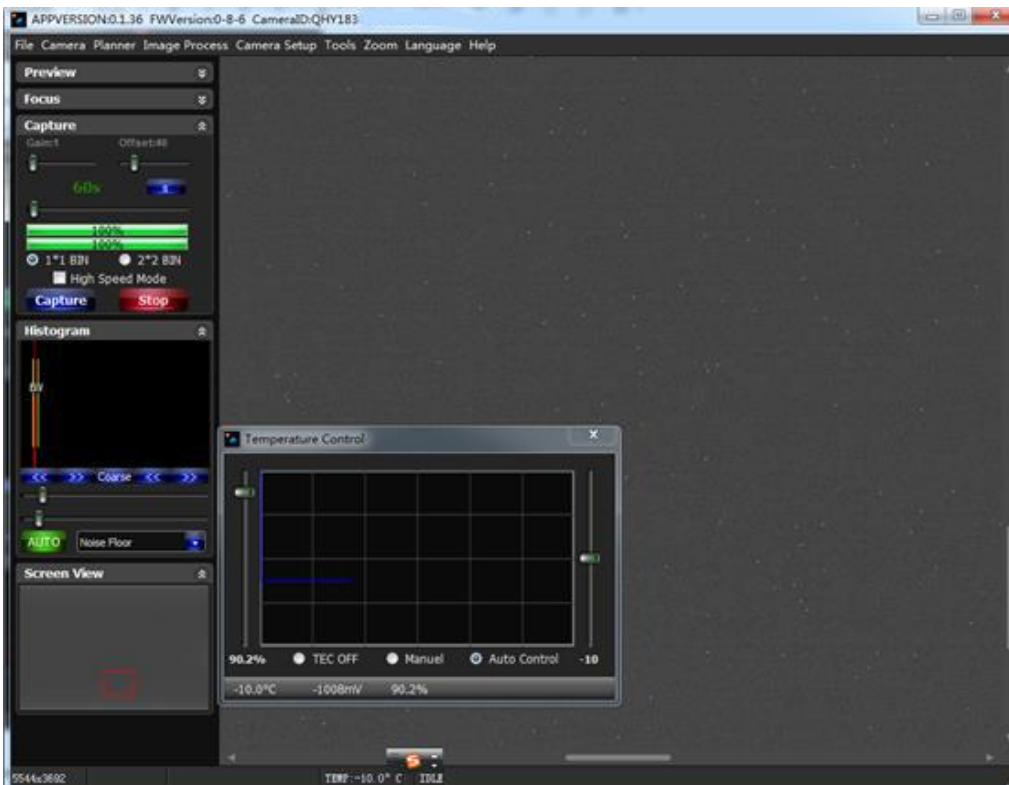 APPVERSION:0.1.36 FWVersion:0-8-6 CameraID:QHY183
File Camera Planner Image Process Camera Setup Tools Zoom Language Help
Preview
Focus
Capture
Gain:1 Offset:40
60s
100%
100%
1*1 BIN 2*2 BIN
High Speed Mode
Capture Stop
Histogram
<< >> Coarse << >>
AUTO Noise Floor
Screen View
Temperature Control
90.2% TEC OFF Manuel Auto Control -10
-10.0°C -1008mV 90.2%
5544x3692 TEMP:-10.0° C IDLE